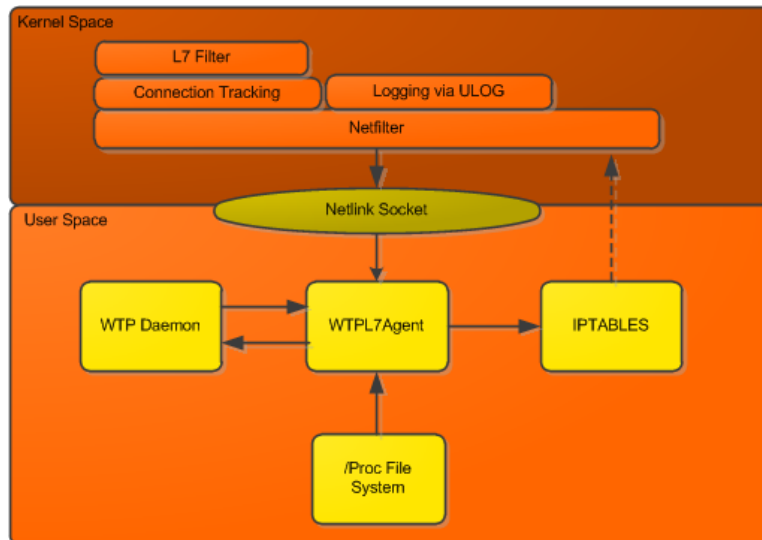 Kernel Space
L7 Filter
Connection Tracking
Logging via ULOG
Netfilter
Netlink Socket
User Space
WTP Daemon
WTPL7Agent
IPTABLES
/Proc File
System